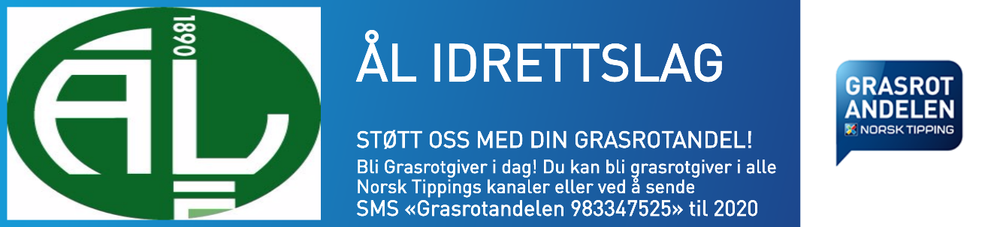 ÅL
1890
ÅL IDRETTSLAG
STØTT OSS MED DIN GRASROTANDEL!
Bli Grasrotgiver i dag! Du kan bli grasrotgiver i alle
Norsk Tippings kanaler eller ved å sende
SMS «Grasrotandelen 983347525» til 2020
GRASROT
ANDELEN
NORSK TIPPING